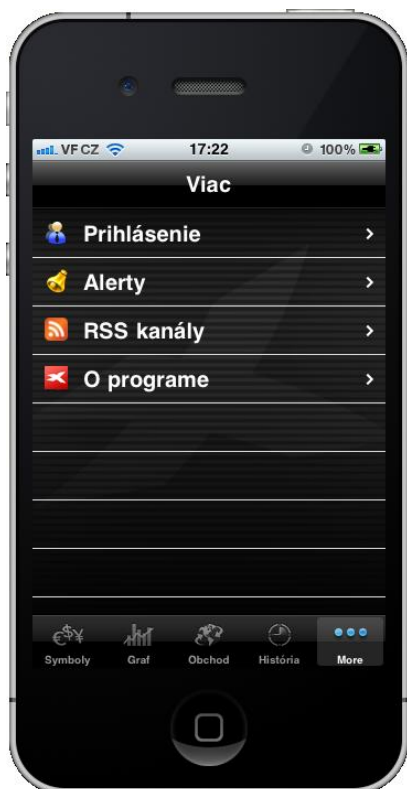 VF CZ 17:22 100%
Viac
Prihlásenie
Alerty
RSS kanály
O programe
€$¥
Symboly Graf Obchod História More